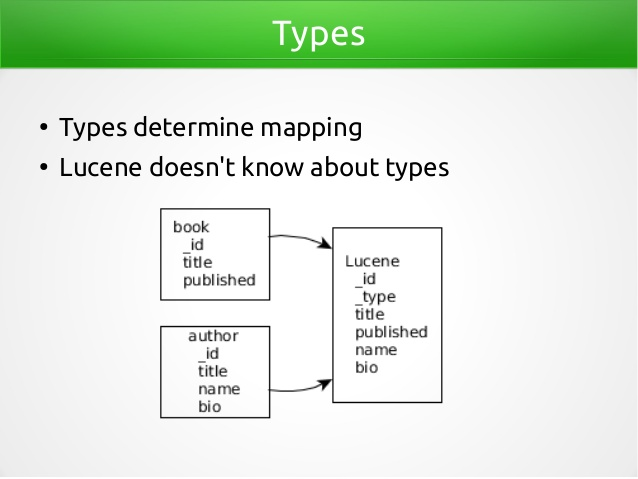 Types
• Types determine mapping
• Lucene doesn't know about types
book
_id
title
published
author
_id
title
name
bio
Lucene
_id
_type
title
published
name
bio